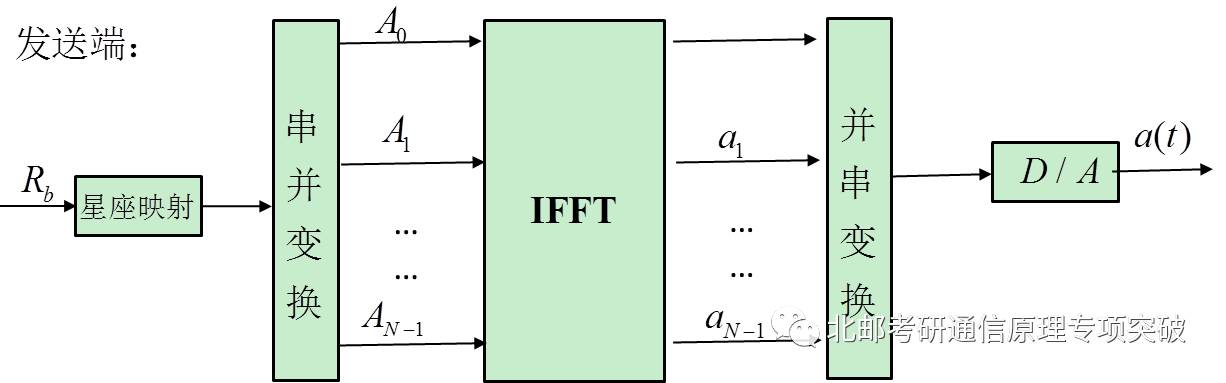 发送端：
R_b
星座映射
串并变换
A_0
A_1
...
...
A_{N-1}
IFFT
a_1
...
...
a_{N-1}
并串变换
D / A
a(t)
北邮考研通信原理专项突破